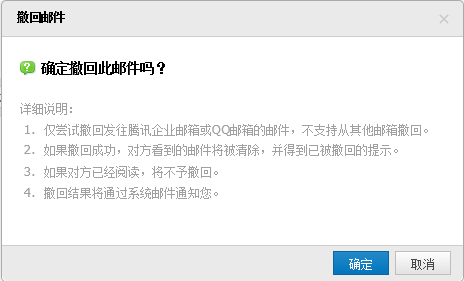 撤回邮件
确定撤回此邮件吗？
详细说明：
1. 仅尝试撤回发往腾讯企业邮箱或QQ邮箱的邮件，不支持从其他邮箱撤回。
2. 如果撤回成功，对方看到的邮件将被清除，并得到已被撤回的提示。
3. 如果对方已经阅读，将不予撤回。
4. 撤回结果将通过系统邮件通知您。
确定 取消